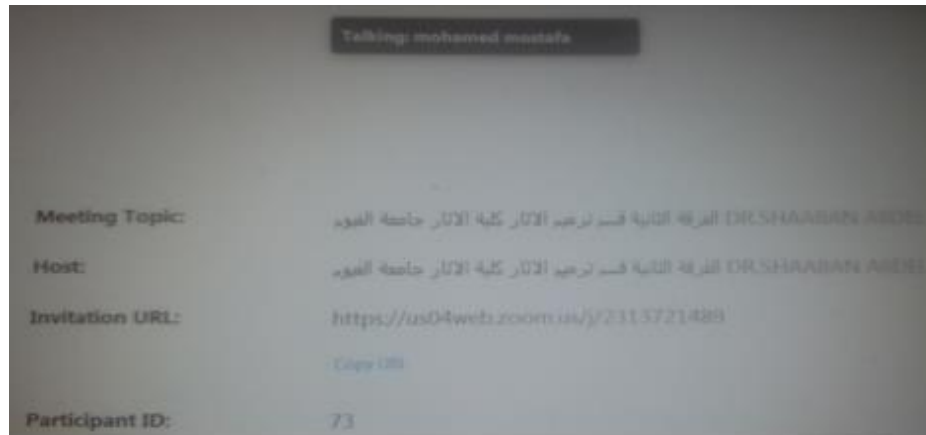 Talking: mohamed mostafa
Meeting Topic: DR.SHAABAN ABDEL الفرقة الثانية قسم ترميم الاثار كلية الاثار جامعة الفيوم
Host: DR.SHAABAN ABDEL الفرقة الثانية قسم ترميم الاثار كلية الاثار جامعة الفيوم
Invitation URL: https://us04web.zoom.us/j/2313721489
Copy URL
Participant ID: 73